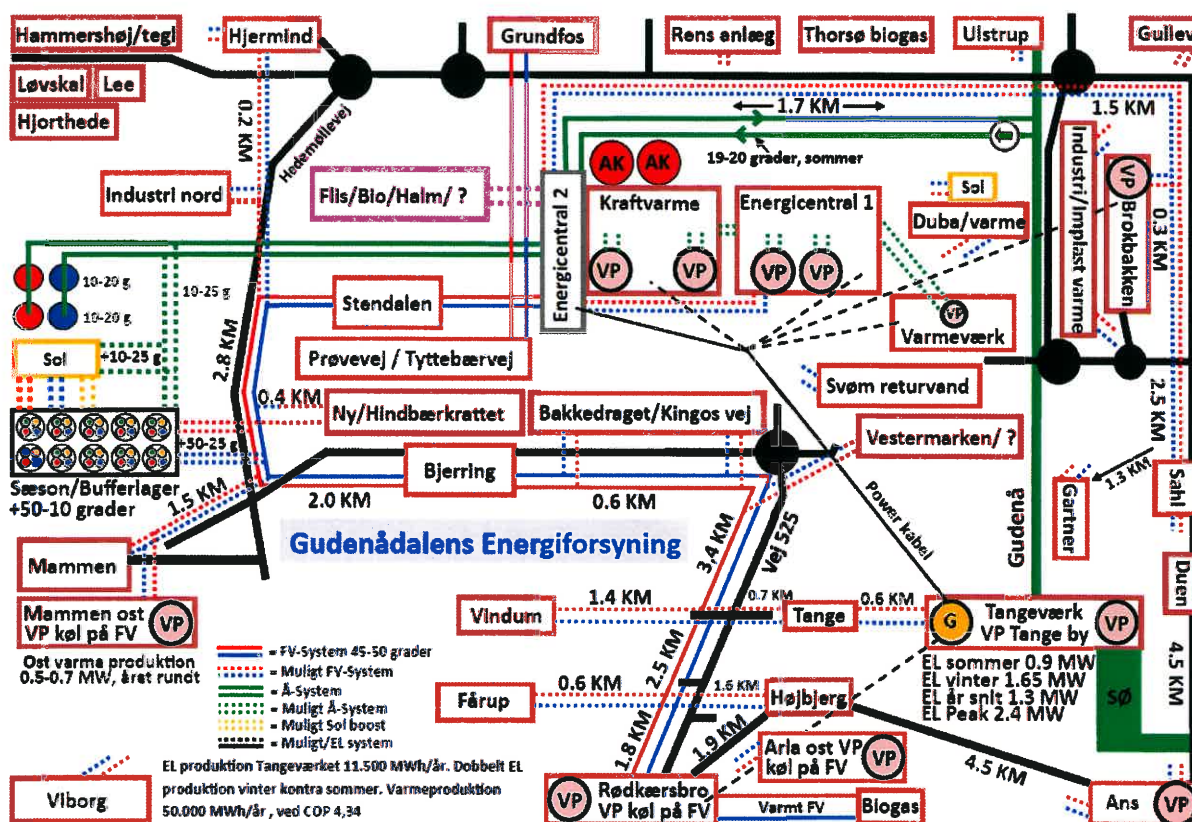 Hammershøj/tegl
Hjermind
Grundfos
Rens anlæg
Thorsø biogas
Ulstrup
Gullev
Løvskal
Lee
Hjorthede
0.2 KM
Hedemøllevej
1.7 KM
1.5 KM
19-20 grader, sommer
AK
AK
Industri nord
Flis/Bio/Halm/ ?
Energicentral 2
Kraftvarme
VP
VP
Energicentral 1
VP
VP
Sol
Duba/varme
Industri/Implast varme
VP
Brokbakken
0.3 KM
10-20 g
10-20 g
10-25 g
Stendalen
VP
Varmeværk
Sol
+10-25 g
2.8 KM
Prøvevej / Tyttebærvej
Svøm returvand
0.4 KM
Ny/Hindbærkrattet
Bakkedraget/Kingos vej
Vestermarken/ ?
2.5 KM
+50-25 g
Bjerring
Sæson/Bufferlager
+50-10 grader
1.5 KM
2.0 KM
0.6 KM
Power kabel
Gudenå
Gartner
1.3 KM
Sahl
Gudenådalens Energiforsyning
3,4 KM
Vej 525
Mammen
Duen
Mammen ost
VP køl på FV
VP
Vindum
1.4 KM
0.7 KM
Tange
0.6 KM
G
Tangeværk
VP Tange by
VP
Ost varma produktion
0.5-0.7 MW, året rundt
= FV-System 45-50 grader
= Muligt FV-System
= Å-System
= Muligt Å-System
= Muligt Sol boost
= Muligt/EL system
2.5 KM
EL sommer 0.9 MW
EL vinter 1.65 MW
EL år snit 1.3 MW
EL Peak 2.4 MW
SØ
4.5 KM
Fårup
0.6 KM
1.6 KM
Højbjerg
1.8 KM
1.9 KM
Arla ost VP
køl på FV
VP
4.5 KM
Viborg
EL produktion Tangeværket 11.500 MWh/år. Dobbelt EL
produktion vinter kontra sommer. Varmeproduktion
50.000 MWh/år , ved COP 4,34
VP
Rødkærsbro
VP køl på FV
Varmt FV
Biogas
Ans
VP